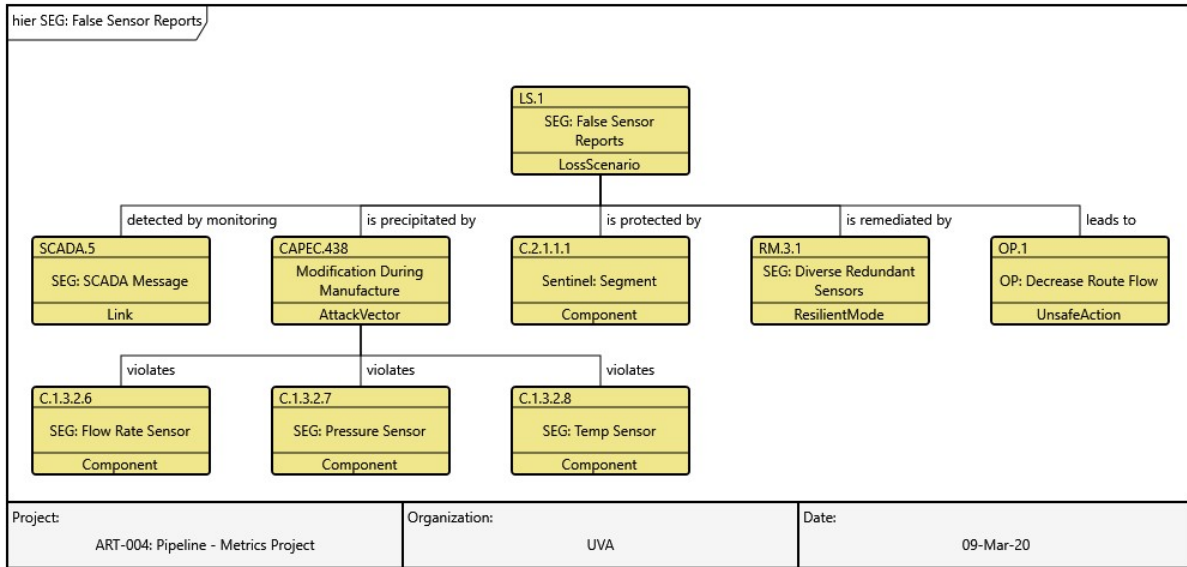 hier SEG: False Sensor Reports
LS.1
SEG: False Sensor
Reports
LossScenario
detected by monitoring
is precipitated by
is protected by
is remediated by
leads to
SCADA.5
SEG: SCADA Message
Link
CAPEC.438
Modification During
Manufacture
AttackVector
C.2.1.1.1
Sentinel: Segment
Component
RM.3.1
SEG: Diverse Redundant
Sensors
ResilientMode
OP.1
OP: Decrease Route Flow
UnsafeAction
violates
violates
violates
C.1.3.2.6
SEG: Flow Rate Sensor
Component
C.1.3.2.7
SEG: Pressure Sensor
Component
C.1.3.2.8
SEG: Temp Sensor
Component
Project:
ART-004: Pipeline - Metrics Project
Organization:
UVA
Date:
09-Mar-20